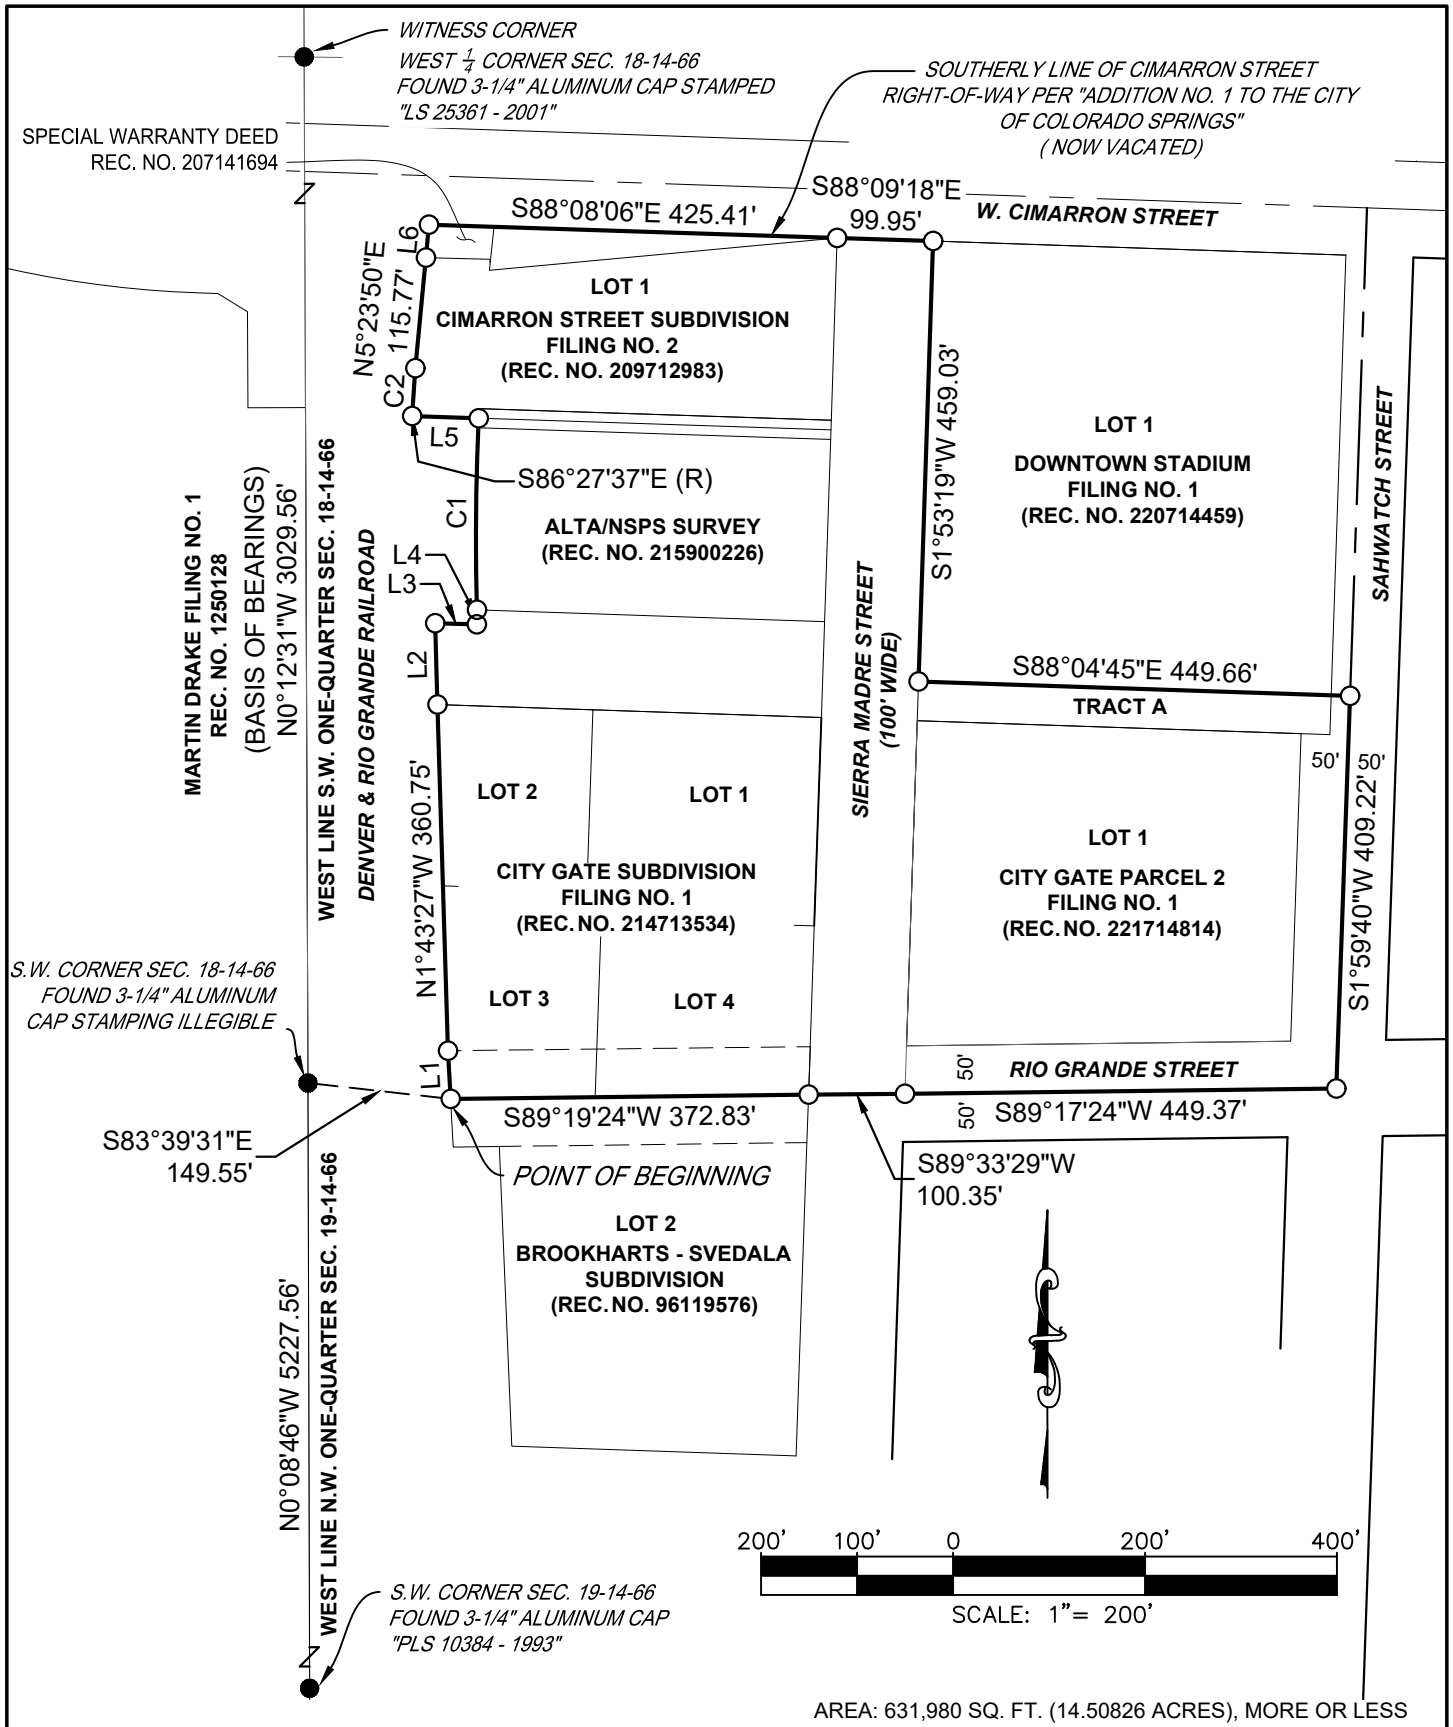 WITNESS CORNER
WEST 1/4 CORNER SEC. 18-14-66
FOUND 3-1/4" ALUMINUM CAP STAMPED
"LS 25361 - 2001"
SOUTHERLY LINE OF CIMARRON STREET
RIGHT-OF-WAY PER "ADDITION NO. 1 TO THE CITY
OF COLORADO SPRINGS"
( NOW VACATED)
SPECIAL WARRANTY DEED
REC. NO. 207141694
S88°08'06"E 425.41'
S88°09'18"E
99.95'
W. CIMARRON STREET
L6
N5°23'50"E
115.77'
C2
L5
S86°27'37"E (R)
C1
L4
L3
L2
LOT 1
CIMARRON STREET SUBDIVISION
FILING NO. 2
(REC. NO. 209712983)
ALTA/NSPS SURVEY
(REC. NO. 215900226)
S1°53'19"W 459.03'
LOT 1
DOWNTOWN STADIUM
FILING NO. 1
(REC. NO. 220714459)
SAHWATCH STREET
MARTIN DRAKE FILING NO. 1
REC. NO. 1250128
(BASIS OF BEARINGS)
N0°12'31"W 3029.56'
WEST LINE S.W. ONE-QUARTER SEC. 18-14-66
DENVER & RIO GRANDE RAILROAD
SIERRA MADRE STREET
(100' WIDE)
S88°04'45"E 449.66'
TRACT A
50'
50'
S1°59'40"W 409.22'
N1°43'27"W 360.75'
LOT 2
LOT 1
CITY GATE SUBDIVISION
FILING NO. 1
(REC. NO. 214713534)
LOT 3
LOT 4
LOT 1
CITY GATE PARCEL 2
FILING NO. 1
(REC. NO. 221714814)
S.W. CORNER SEC. 18-14-66
FOUND 3-1/4" ALUMINUM
CAP STAMPING ILLEGIBLE
L1
RIO GRANDE STREET
50'
50'
S89°19'24"W 372.83'
S89°17'24"W 449.37'
S83°39'31"E
149.55'
POINT OF BEGINNING
S89°33'29"W
100.35'
LOT 2
BROOKHARTS - SVEDALA
SUBDIVISION
(REC. NO. 96119576)
N0°08'46"W 5227.56'
WEST LINE N.W. ONE-QUARTER SEC. 19-14-66
S.W. CORNER SEC. 19-14-66
FOUND 3-1/4" ALUMINUM CAP
"PLS 10384 - 1993"
200' 100' 0 200' 400'
SCALE: 1"= 200'
AREA: 631,980 SQ. FT. (14.50826 ACRES), MORE OR LESS